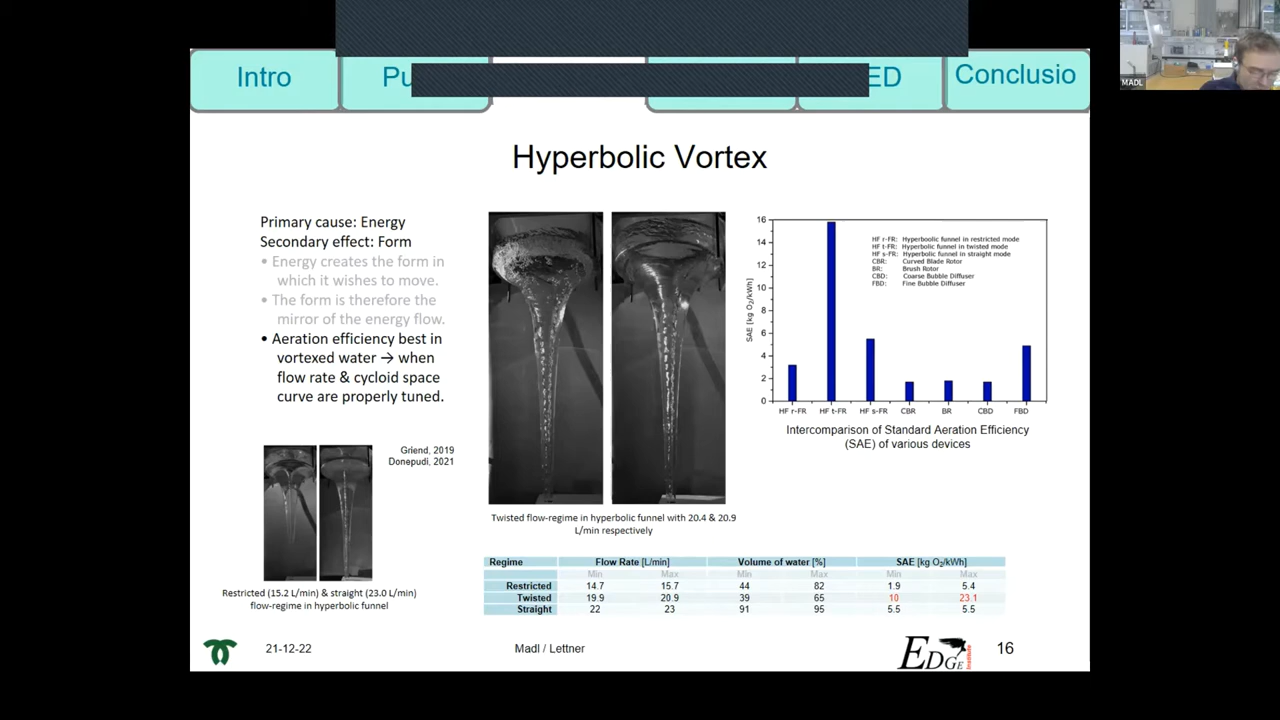 Intro
Pu
ED
Conclusio
MADL
Hyperbolic Vortex
Primary cause: Energy
Secondary effect: Form
• Energy creates the form in
which it wishes to move.
• The form is therefore the
mirror of the energy flow.
• Aeration efficiency best in
vortexed water → when
flow rate & cycloid space
curve are properly tuned.
Griend, 2019
Donepudi, 2021
Restricted (15.2 L/min) & straight (23.0 L/min)
flow-regime in hyperbolic funnel
Twisted flow-regime in hyperbolic funnel with 20.4 & 20.9
L/min respectively
SAE [kg O₂/kWh]
16
14
12
10
8
6
4
2
0
HF r-FR: Hyperboolic funnel in restricted mode
HF t-FR: Hyperbolic funnel in twisted mode
HF s-FR: Hyperbolic funnel in straight mode
CBR: Curved Blade Rotor
BR: Brush Rotor
CBD: Coarse Bubble Diffuser
FBD: Fine Bubble Diffuser
HF r-FR HF t-FR HF s-FR CBR BR CBD FBD
Intercomparison of Standard Aeration Efficiency
(SAE) of various devices
Regime Flow Rate [L/min] Volume of water [%] SAE [kg O₂/kWh]
Min Max Min Max Min Max
Restricted 14.7 15.7 44 82 1.9 5.4
Twisted 19.9 20.9 39 65 10 23.1
Straight 22 23 91 95 5.5 5.5
21-12-22
Madl / Lettner
EDGE Institute
16